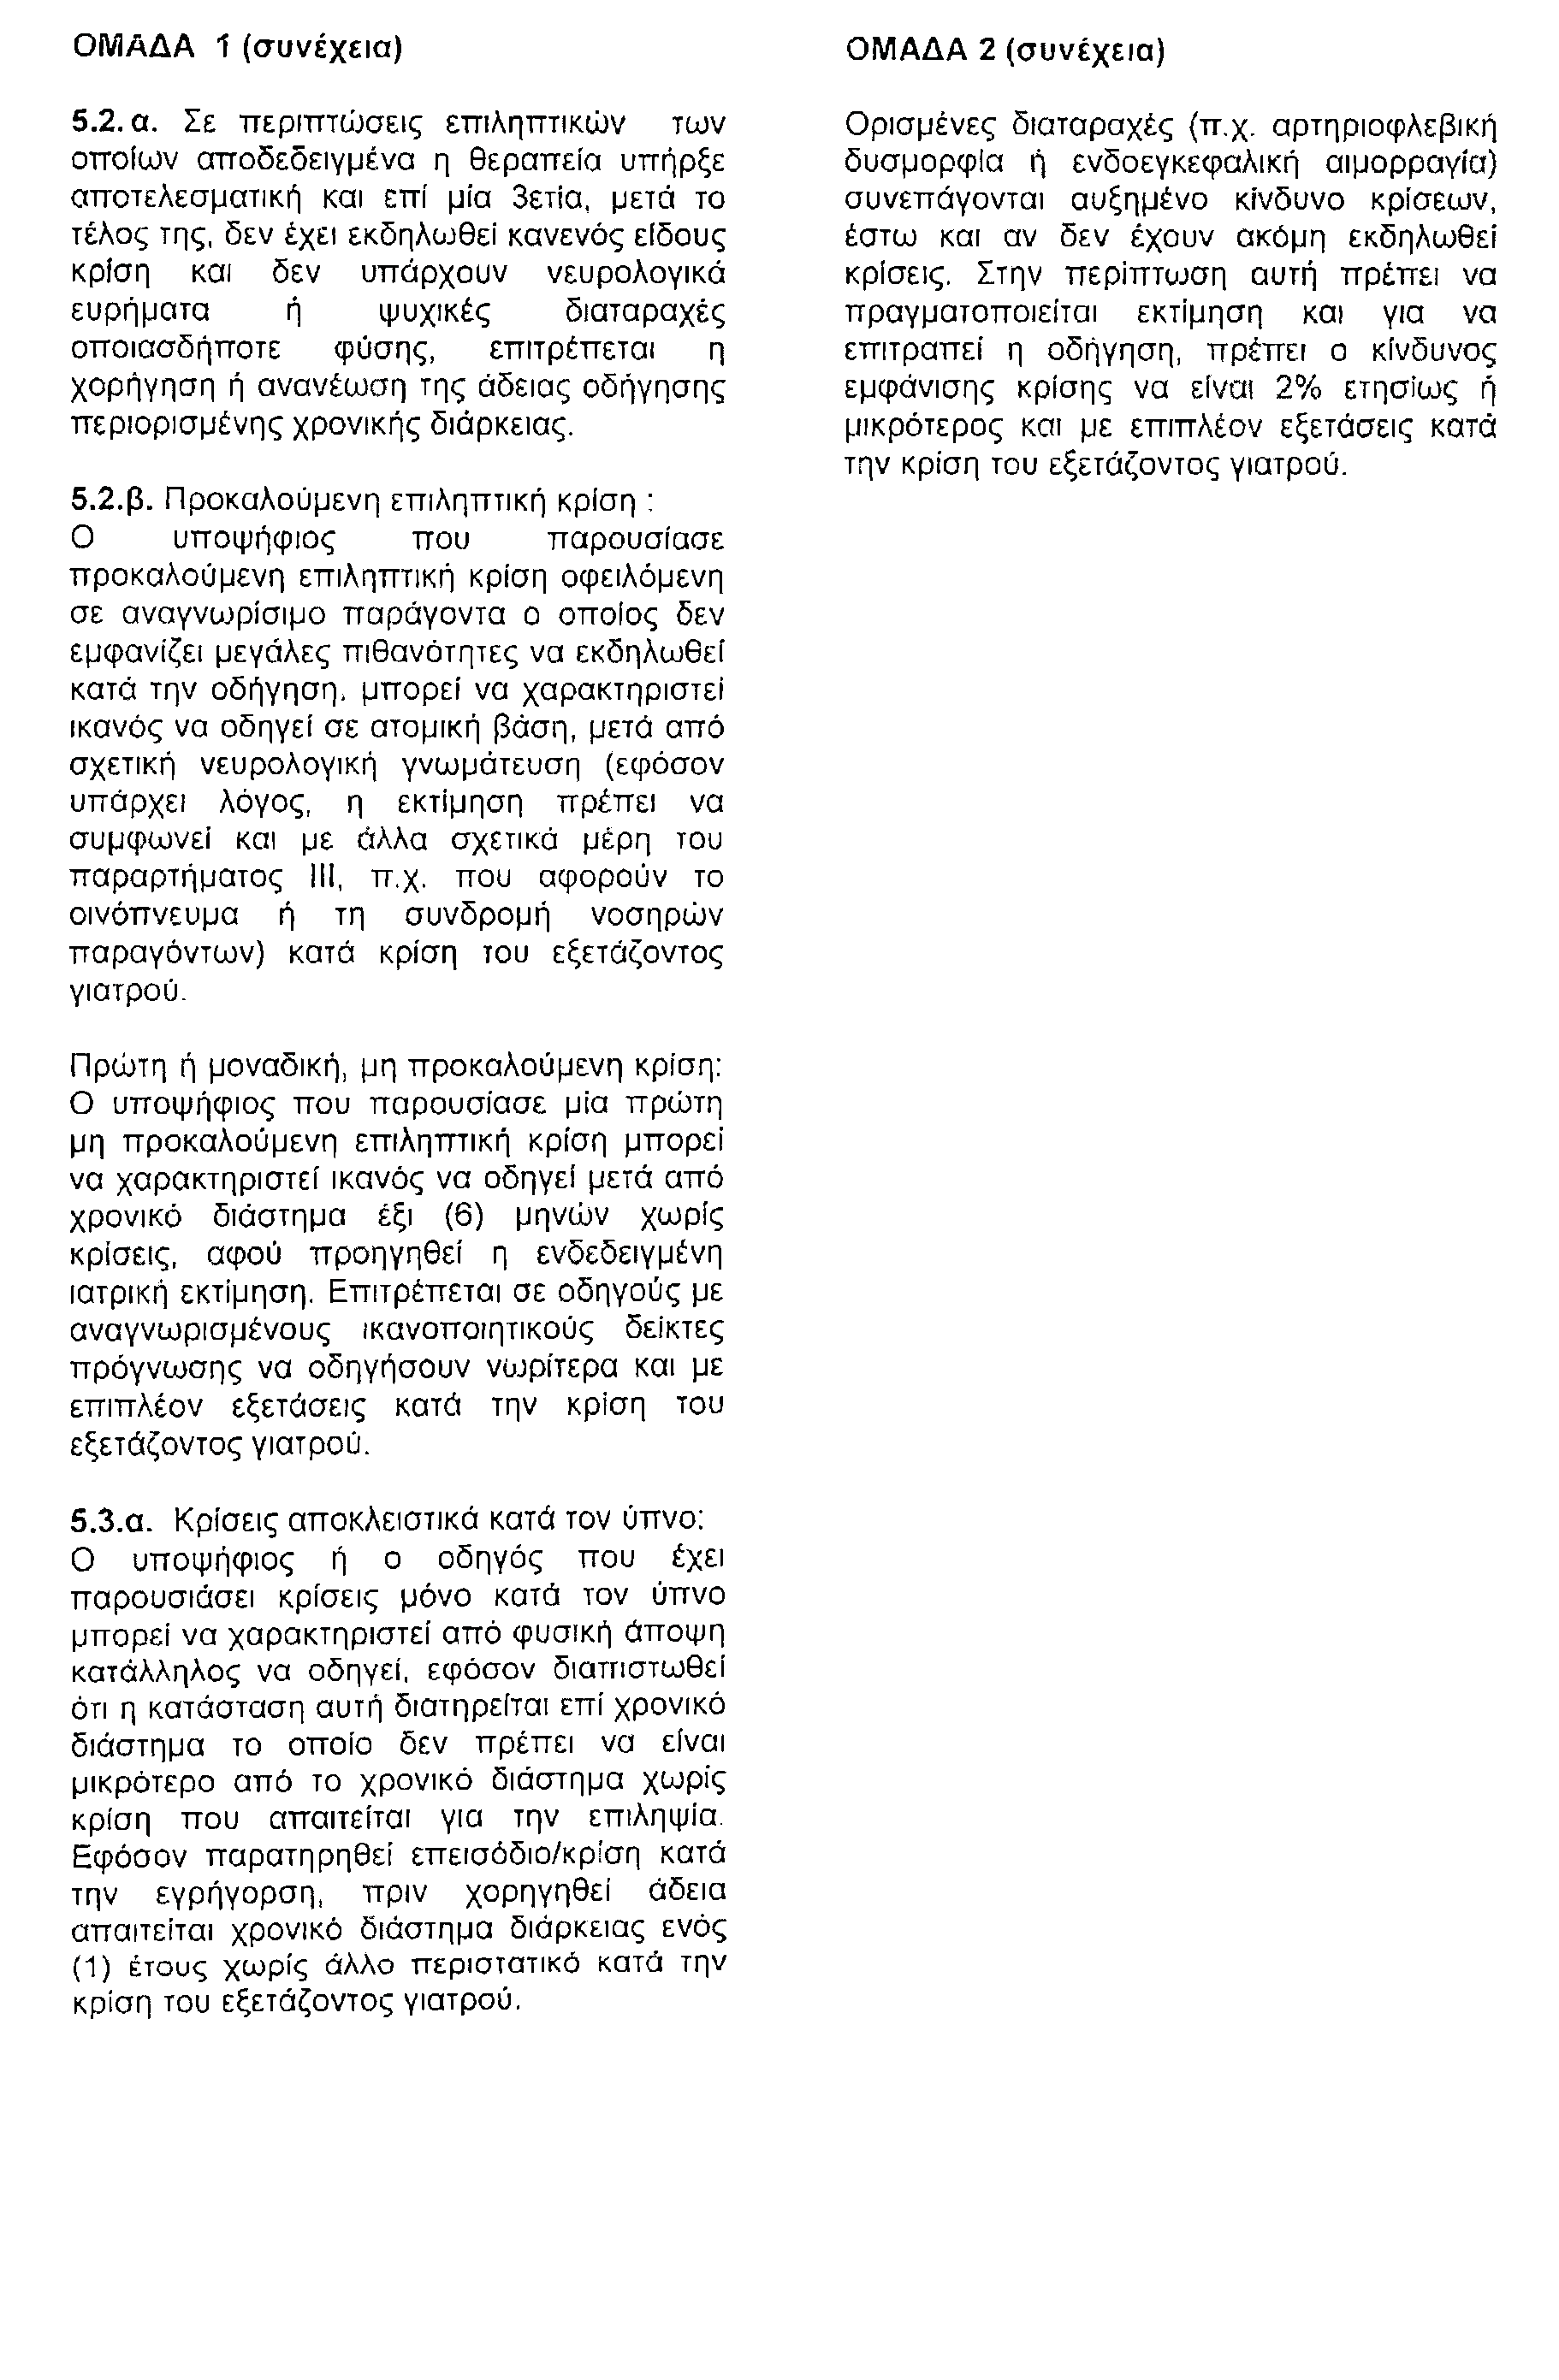 ΟΜΑΔΑ 1 (συνέχεια)
5.2.α. Σε περιπτώσεις επιληπτικών των
οποίων αποδεδειγμένα η θεραπεία υπήρξε
αποτελεσματική και επί μία 3ετία, μετά το
τέλος της, δεν έχει εκδηλωθεί κανενός είδους
κρίση και δεν υπάρχουν νευρολογικά
ευρήματα ή ψυχικές διαταραχές
οποιασδήποτε φύσης, επιτρέπεται η
χορήγηση ή ανανέωση της άδειας οδήγησης
περιορισμένης χρονικής διάρκειας.
5.2.β. Προκαλούμενη επιληπτική κρίση :
Ο υποψήφιος που παρουσίασε
προκαλούμενη επιληπτική κρίση οφειλόμενη
σε αναγνωρίσιμο παράγοντα ο οποίος δεν
εμφανίζει μεγάλες πιθανότητες να εκδηλωθεί
κατά την οδήγηση, μπορεί να χαρακτηριστεί
ικανός να οδηγεί σε ατομική βάση, μετά από
σχετική νευρολογική γνωμάτευση (εφόσον
υπάρχει λόγος, η εκτίμηση πρέπει να
συμφωνεί και με άλλα σχετικά μέρη του
παραρτήματος ΙΙΙ, π.χ. που αφορούν το
οινόπνευμα ή τη συνδρομή νοσηρών
παραγόντων) κατά κρίση του εξετάζοντος
γιατρού.
Πρώτη ή μοναδική, μη προκαλούμενη κρίση:
Ο υποψήφιος που παρουσίασε μία πρώτη
μη προκαλούμενη επιληπτική κρίση μπορεί
να χαρακτηριστεί ικανός να οδηγεί μετά από
χρονικό διάστημα έξι (6) μηνών χωρίς
κρίσεις, αφού προηγηθεί η ενδεδειγμένη
ιατρική εκτίμηση. Επιτρέπεται σε οδηγούς με
αναγνωρισμένους ικανοποιητικούς δείκτες
πρόγνωσης να οδηγήσουν νωρίτερα και με
επιπλέον εξετάσεις κατά την κρίση του
εξετάζοντος γιατρού.
5.3.α. Κρίσεις αποκλειστικά κατά τον ύπνο:
Ο υποψήφιος ή ο οδηγός που έχει
παρουσιάσει κρίσεις μόνο κατά τον ύπνο
μπορεί να χαρακτηριστεί από φυσική άποψη
κατάλληλος να οδηγεί, εφόσον διαπιστωθεί
ότι η κατάσταση αυτή διατηρείται επί χρονικό
διάστημα το οποίο δεν πρέπει να είναι
μικρότερο από το χρονικό διάστημα χωρίς
κρίση που απαιτείται για την επιληψία.
Εφόσον παρατηρηθεί επεισόδιο/κρίση κατά
την εγρήγορση, πριν χορηγηθεί άδεια
απαιτείται χρονικό διάστημα διάρκειας ενός
(1) έτους χωρίς άλλο περιστατικό κατά την
κρίση του εξετάζοντος γιατρού.
ΟΜΑΔΑ 2 (συνέχεια)
Ορισμένες διαταραχές (π.χ. αρτηριοφλεβική
δυσμορφία ή ενδοεγκεφαλική αιμορραγία)
συνεπάγονται αυξημένο κίνδυνο κρίσεων,
έστω και αν δεν έχουν ακόμη εκδηλωθεί
κρίσεις. Στην περίπτωση αυτή πρέπει να
πραγματοποιείται εκτίμηση και για να
επιτραπεί η οδήγηση, πρέπει ο κίνδυνος
εμφάνισης κρίσης να είναι 2% ετησίως ή
μικρότερος και με επιπλέον εξετάσεις κατά
την κρίση του εξετάζοντος γιατρού.